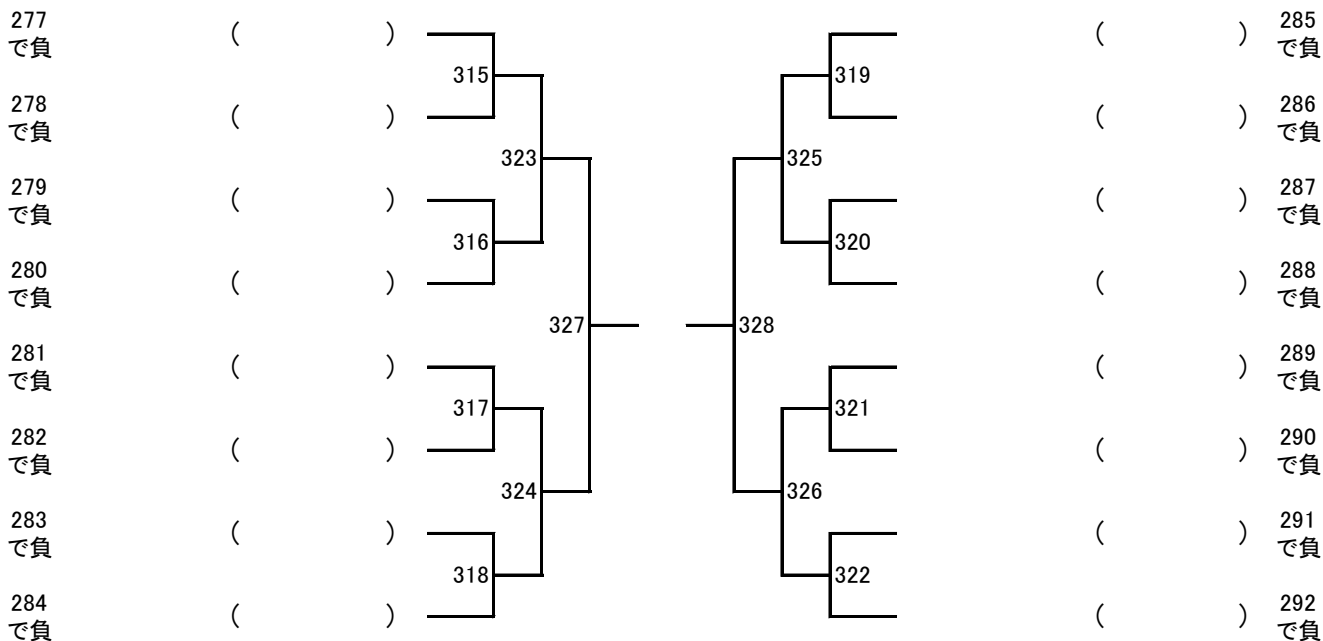 277
で負
(　　　)
285
で負
(　　　)
315
319
278
で負
(　　　)
286
で負
(　　　)
323
325
279
で負
(　　　)
287
で負
(　　　)
316
320
280
で負
(　　　)
288
で負
(　　　)
327
328
281
で負
(　　　)
289
で負
(　　　)
317
321
282
で負
(　　　)
290
で負
(　　　)
324
326
283
で負
(　　　)
291
で負
(　　　)
318
322
284
で負
(　　　)
292
で負
(　　　)